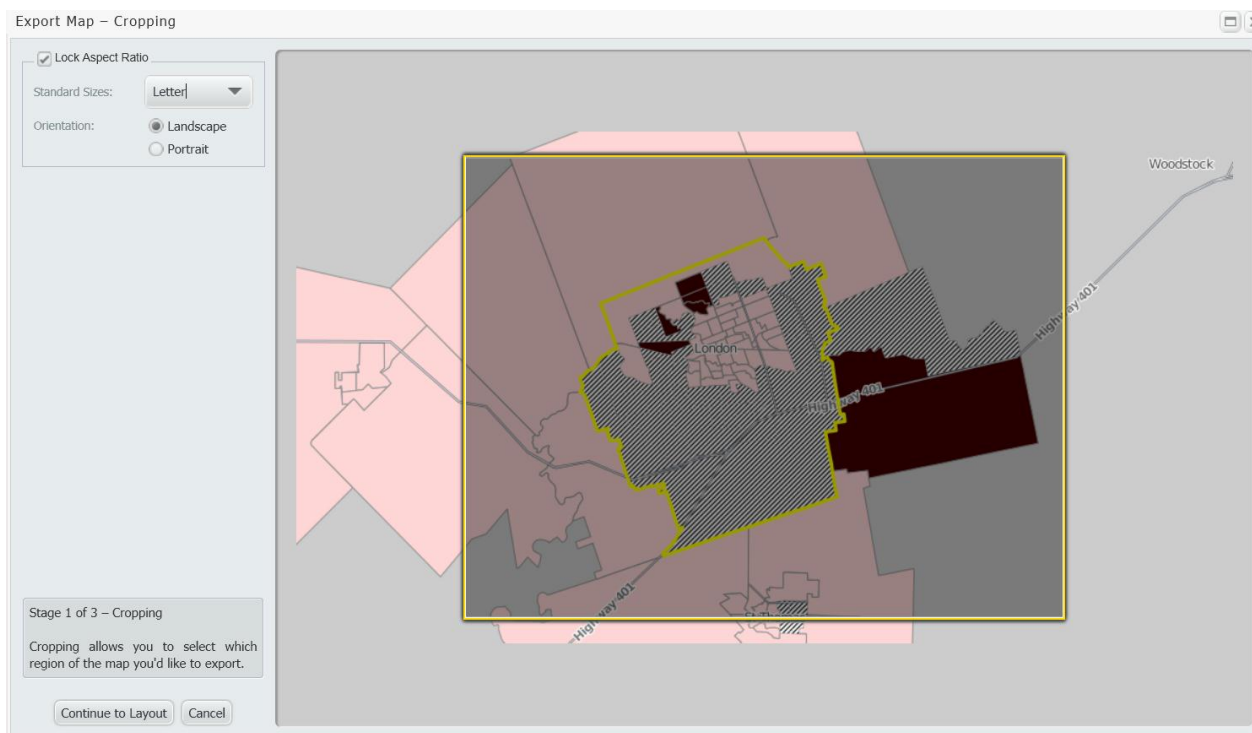 Export Map – Cropping
Lock Aspect Ratio
Standard Sizes:
Letter
Orientation:
Landscape
Portrait
Woodstock
Highway 401
London
Highway 401
Highway 401
Stage 1 of 3 – Cropping
Cropping allows you to select which
region of the map you'd like to export.
Continue to Layout
Cancel